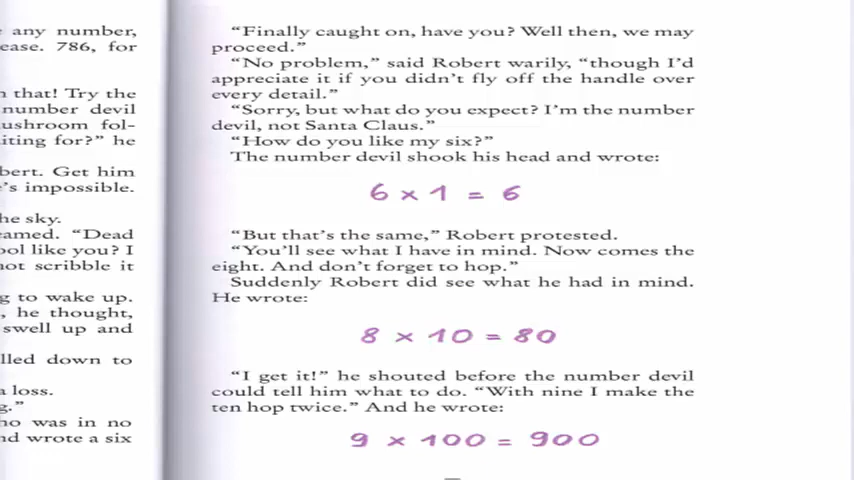 any number,
ease. 786, for
that! Try the
number devil
ushroom fol-
iting for?” he
bert. Get him
’s impossible.
he sky.
eamed. “Dead
ool like you? I
not scribble it
g to wake up.
, he thought,
swell up and
lled down to
a loss.
g.”
ho was in no
nd wrote a six
“Finally caught on, have you? Well then, we may
proceed.”
“No problem,” said Robert warily, “though I’d
appreciate it if you didn’t fly off the handle over
every detail.”
“Sorry, but what do you expect? I’m the number
devil, not Santa Claus.”
“How do you like my six?”
The number devil shook his head and wrote:
6 × 1 = 6
“But that’s the same,” Robert protested.
“You’ll see what I have in mind. Now comes the
eight. And don’t forget to hop.”
Suddenly Robert did see what he had in mind.
He wrote:
8 × 10 = 80
“I get it!” he shouted before the number devil
could tell him what to do. “With nine I make the
ten hop twice.” And he wrote:
9 × 100 = 900